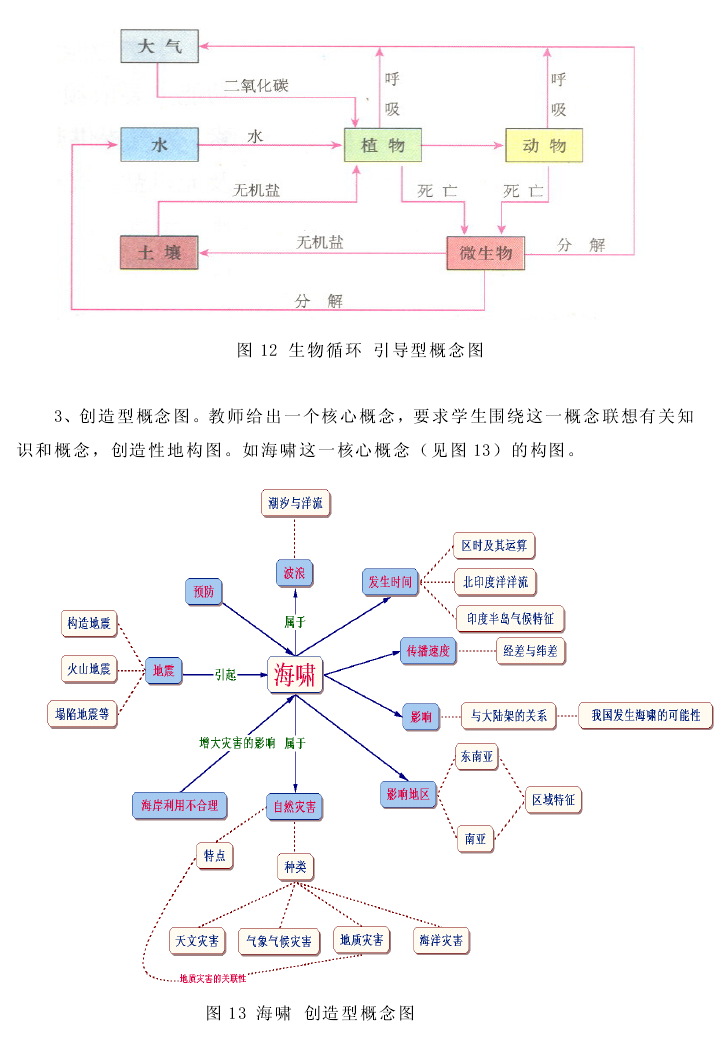 大 气
二氧化碳
呼
吸
呼
吸
水
水
植 物
动 物
无机盐
死 亡
死 亡
土 壤
无机盐
微生物
分 解
分 解
图 12 生物循环 引导型概念图
3、创造型概念图。教师给出一个核心概念，要求学生围绕这一概念联想有关知
识和概念，创造性地构图。如海啸这一核心概念（见图 13）的构图。
潮汐与洋流
波浪
预防
属于
发生时间
区时及其运算
北印度洋洋流
印度半岛气候特征
构造地震
火山地震
塌陷地震等
地震
引起
海啸
传播速度
经差与纬差
影响
与大陆架的关系
我国发生海啸的可能性
增大灾害的影响
属于
海岸利用不合理
自然灾害
影响地区
东南亚
南亚
区域特征
特点
种类
天文灾害
气象气候灾害
地质灾害
海洋灾害
地质灾害的关联性
图 13 海啸 创造型概念图